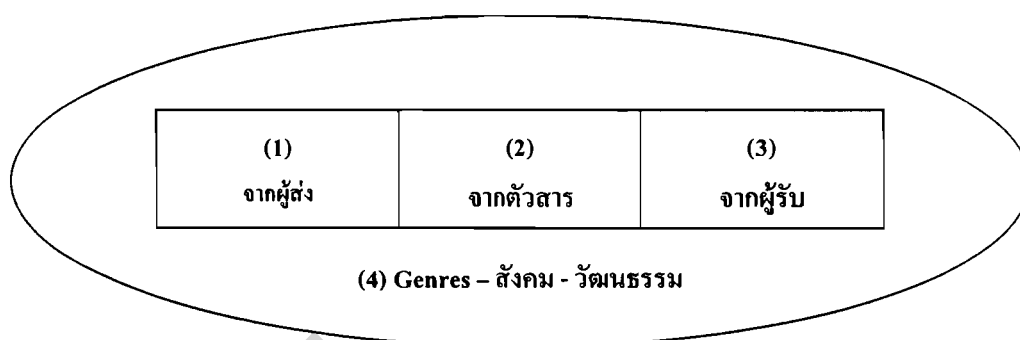 (1) (2) (3)
จากผู้ส่ง จากตัวสาร จากผู้รับ
(4) Genres – สังคม - วัฒนธรรม